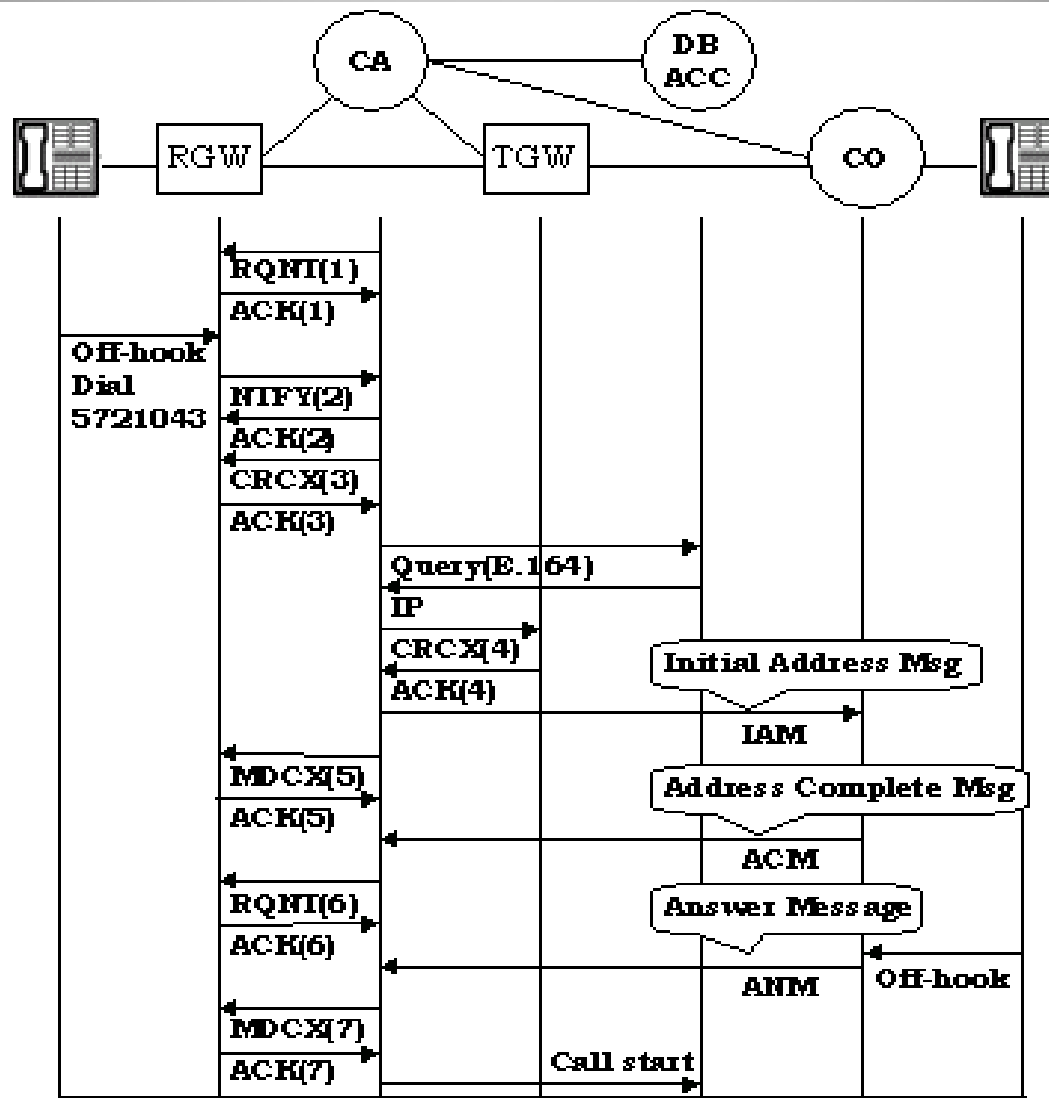 CA
DB
ACC
RGW
TGW
CO
RQNT(1)
ACK(1)
Off-hook
Dial
5721043
NTFY(2)
ACK(2)
CRCX(3)
ACK(3)
Query(E.164)
IP
CRCX(4)
Initial Address Msg
ACK(4)
IAM
MDCX(5)
Address Complete Msg
ACK(5)
ACM
RQNT(6)
Answer Message
ACK(6)
ANM
Off-hook
MDCX(7)
Call start
ACK(7)